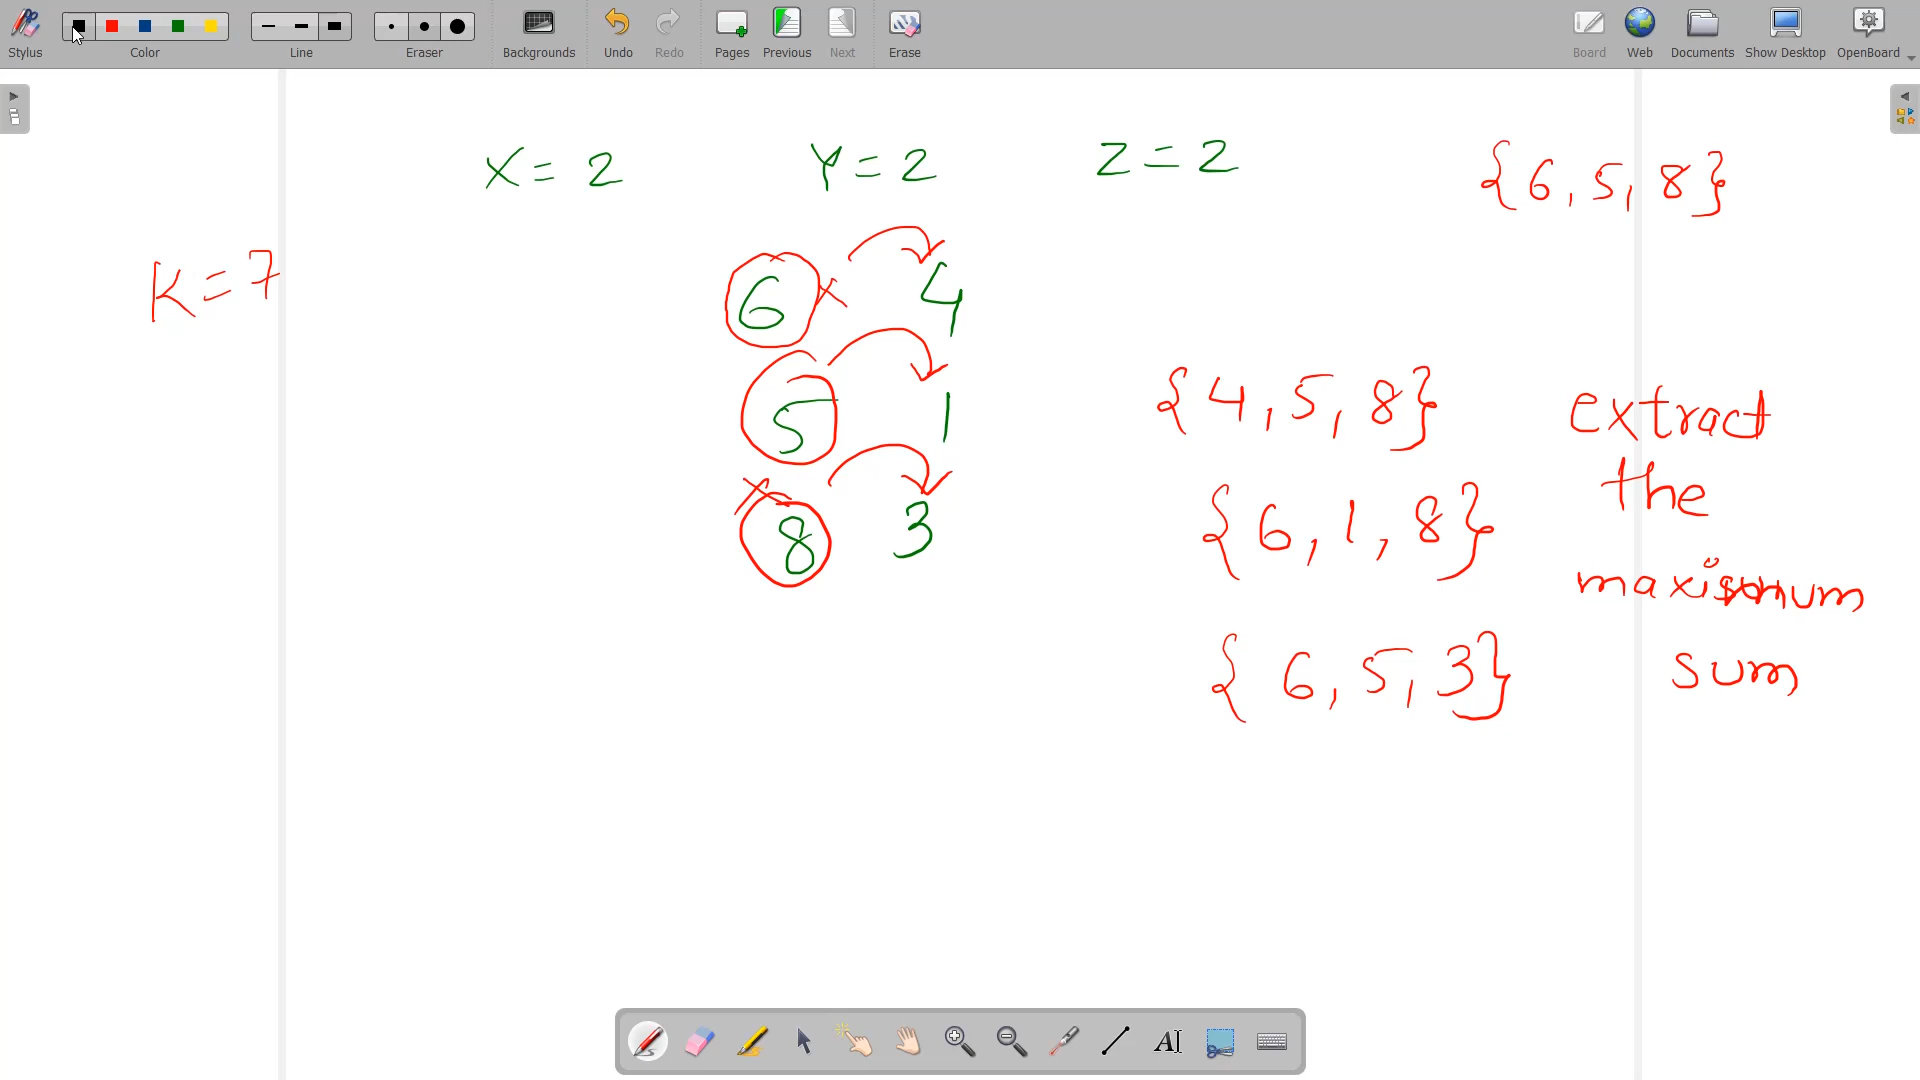 Stylus Color Line Eraser Backgrounds Undo Redo Pages Previous Next Erase Board Web Documents Show Desktop OpenBoard
X = 2 Y = 2 Z = 2 {6, 5, 8}
K = 7
6 x 4
5 1
x 8 3
{4, 5, 8}
{6, 1, 8}
{6, 5, 3}
extract
the
maximum
sum